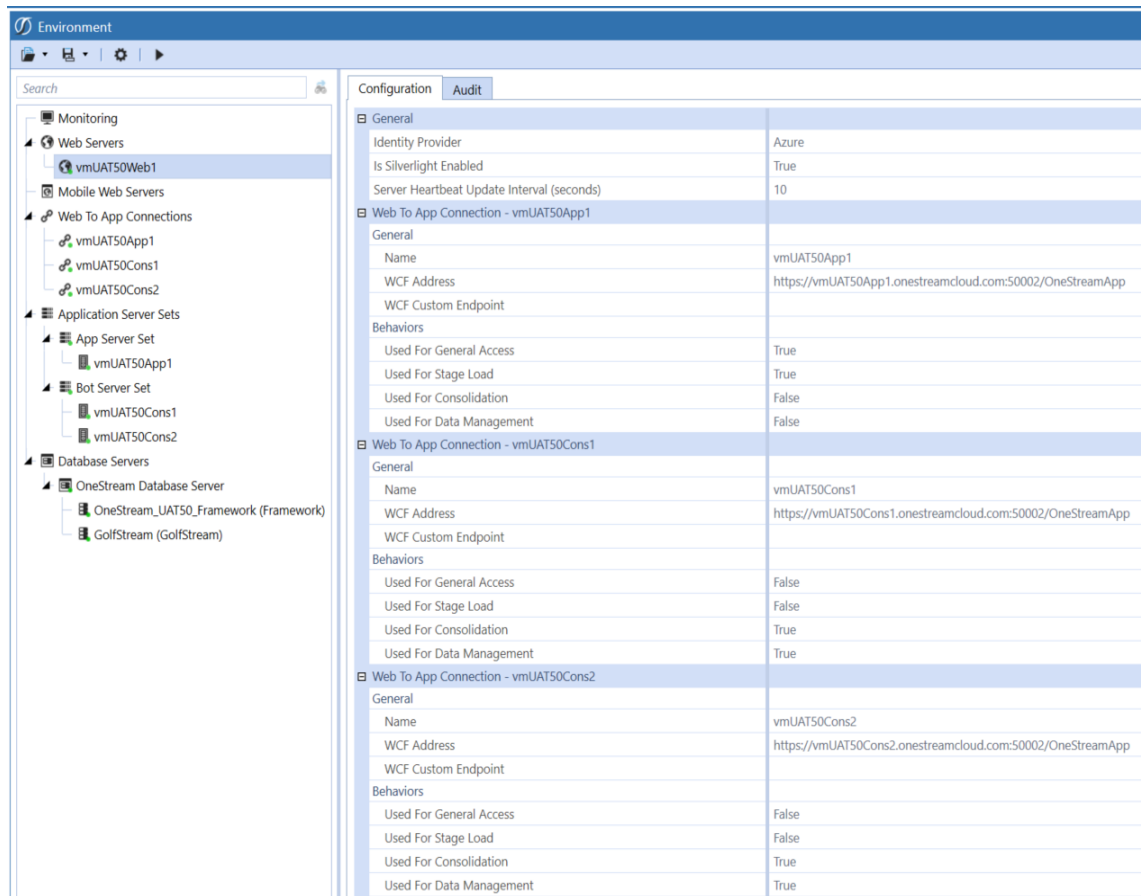 Environment
Search
Monitoring
Web Servers
vmUAT50Web1
Mobile Web Servers
Web To App Connections
vmUAT50App1
vmUAT50Cons1
vmUAT50Cons2
Application Server Sets
App Server Set
vmUAT50App1
Bot Server Set
vmUAT50Cons1
vmUAT50Cons2
Database Servers
OneStream Database Server
OneStream_UAT50_Framework (Framework)
GolfStream (GolfStream)
Configuration Audit
General
Identity Provider Azure
Is Silverlight Enabled True
Server Heartbeat Update Interval (seconds) 10
Web To App Connection - vmUAT50App1
General
Name vmUAT50App1
WCF Address https://vmUAT50App1.onestreamcloud.com:50002/OneStreamApp
WCF Custom Endpoint
Behaviors
Used For General Access True
Used For Stage Load True
Used For Consolidation False
Used For Data Management False
Web To App Connection - vmUAT50Cons1
General
Name vmUAT50Cons1
WCF Address https://vmUAT50Cons1.onestreamcloud.com:50002/OneStreamApp
WCF Custom Endpoint
Behaviors
Used For General Access False
Used For Stage Load False
Used For Consolidation True
Used For Data Management True
Web To App Connection - vmUAT50Cons2
General
Name vmUAT50Cons2
WCF Address https://vmUAT50Cons2.onestreamcloud.com:50002/OneStreamApp
WCF Custom Endpoint
Behaviors
Used For General Access False
Used For Stage Load False
Used For Consolidation True
Used For Data Management True